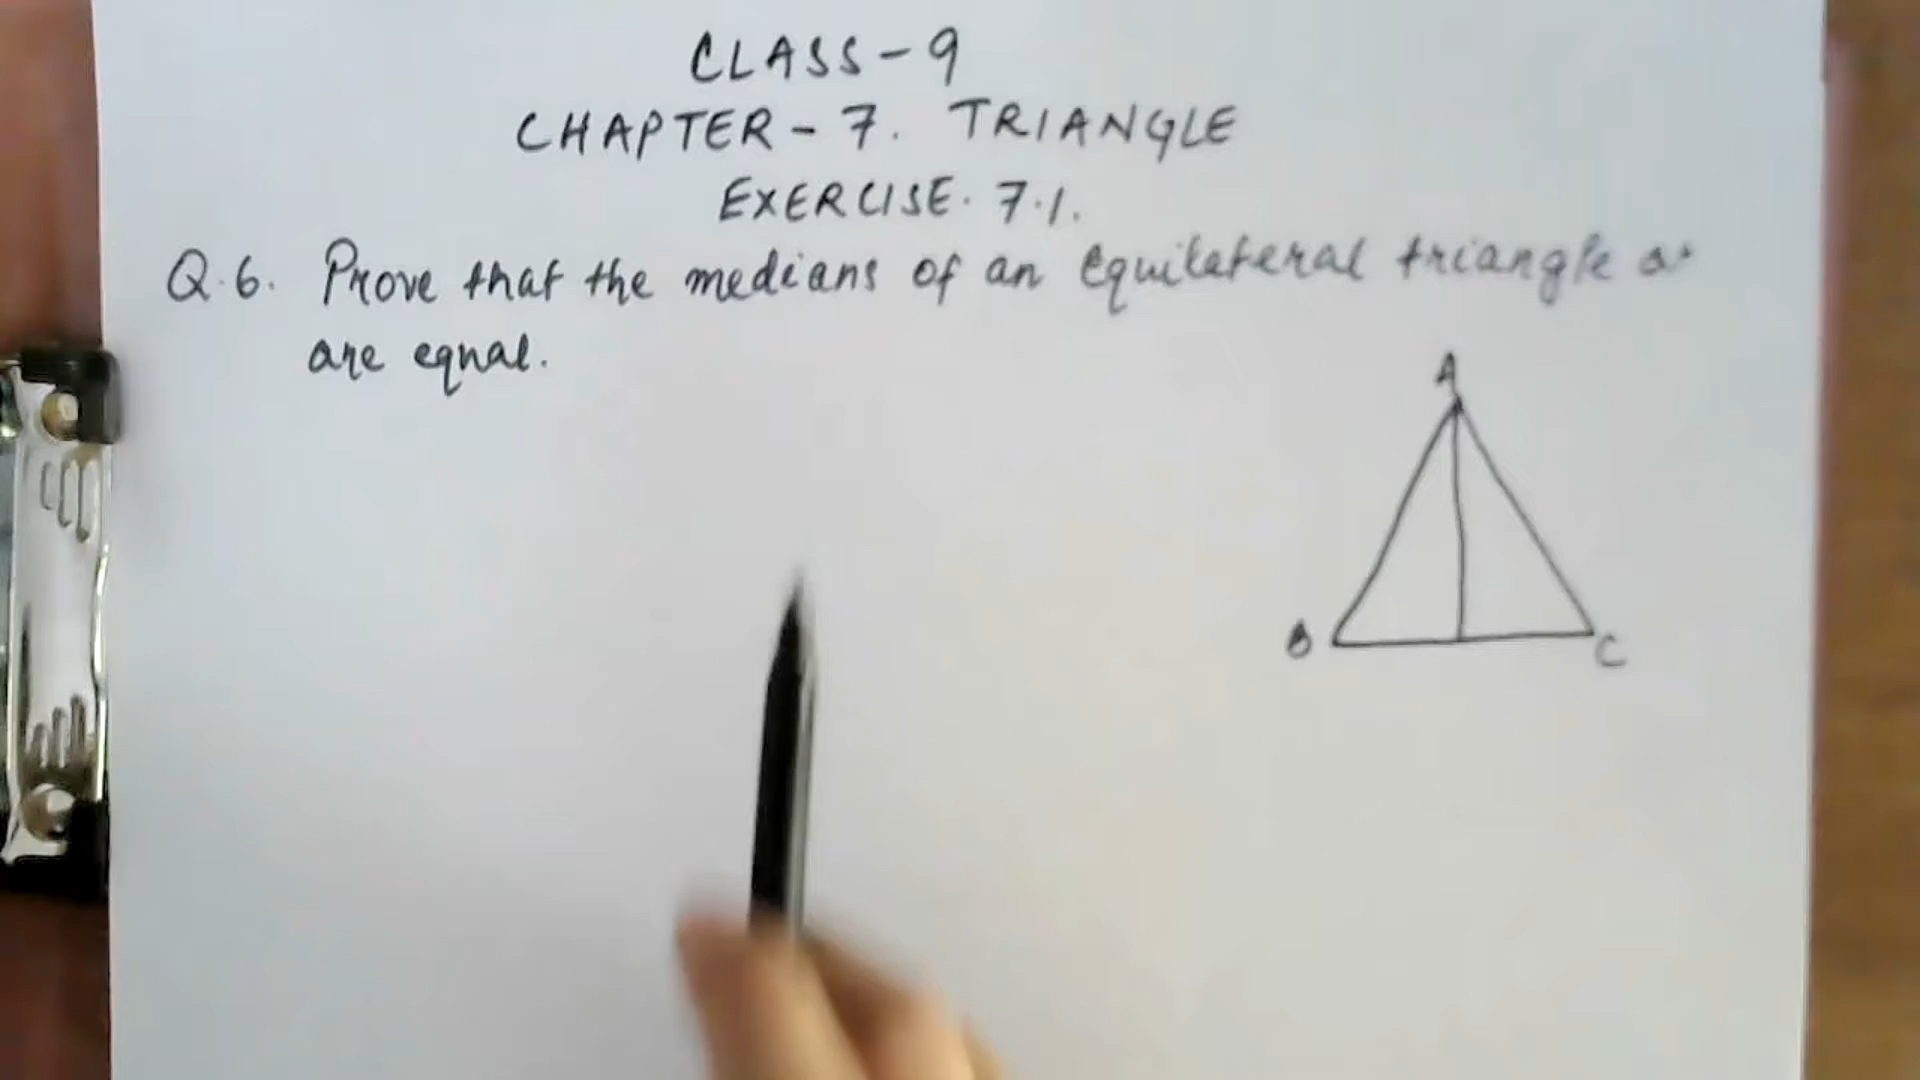 CLASS-9
CHAPTER-7. TRIANGLE
EXERCISE. 7.1.
Q.6. Prove that the medians of an equilateral triangle
are equal.
A
B
C